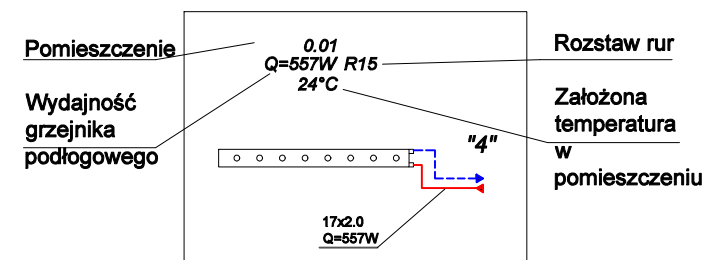 Pomieszczenie
0.01
Q=557W R15
24°C
Rozstaw rur
Wydajność
grzejnika
podłogowego
Założona
temperatura
w
pomieszczeniu
"4"
17x2.0
Q=557W